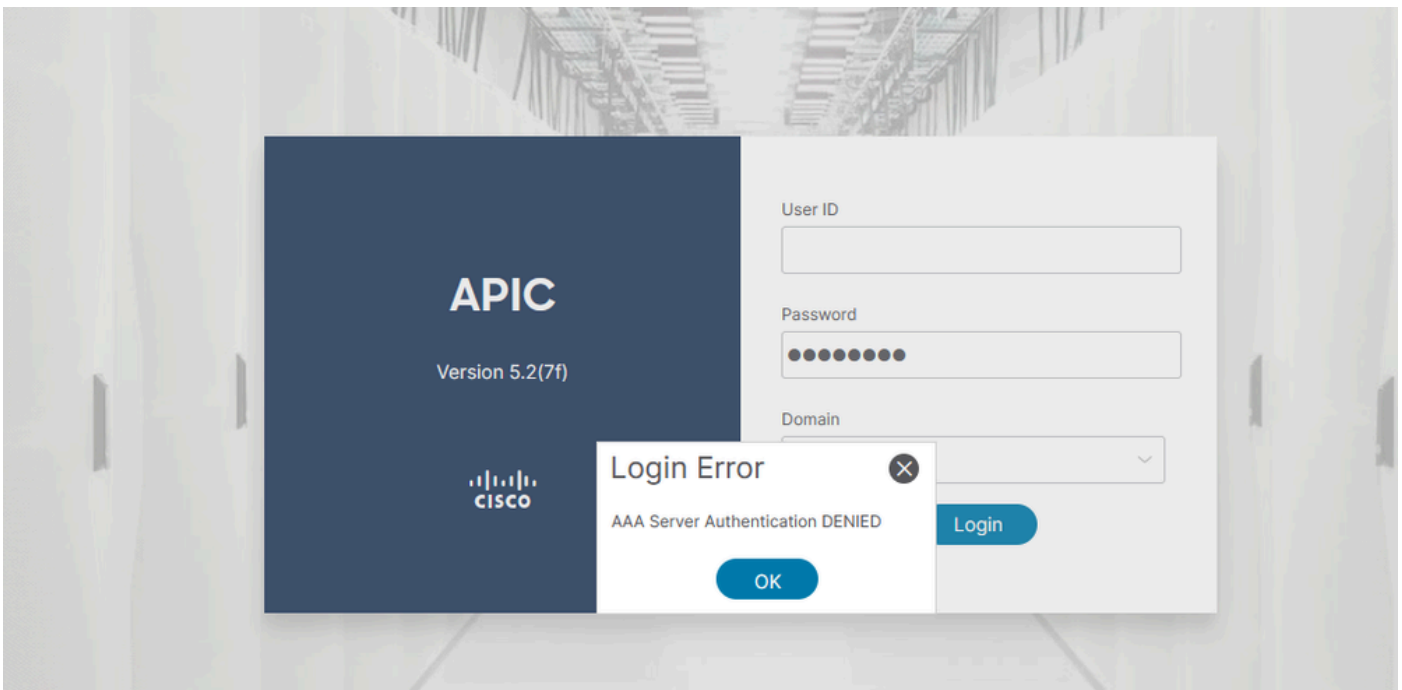 APIC
Version 5.2(7f)
CISCO
User ID
Password
Domain
Login
Login Error
AAA Server Authentication DENIED
OK